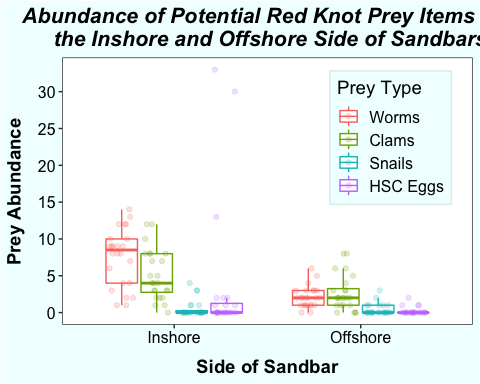 Abundance of Potential Red Knot Prey Items
the Inshore and Offshore Side of Sandbars
Prey Abundance
30
25
20
15
10
5
0
Prey Type
Worms
Clams
Snails
HSC Eggs
Inshore
Offshore
Side of Sandbar